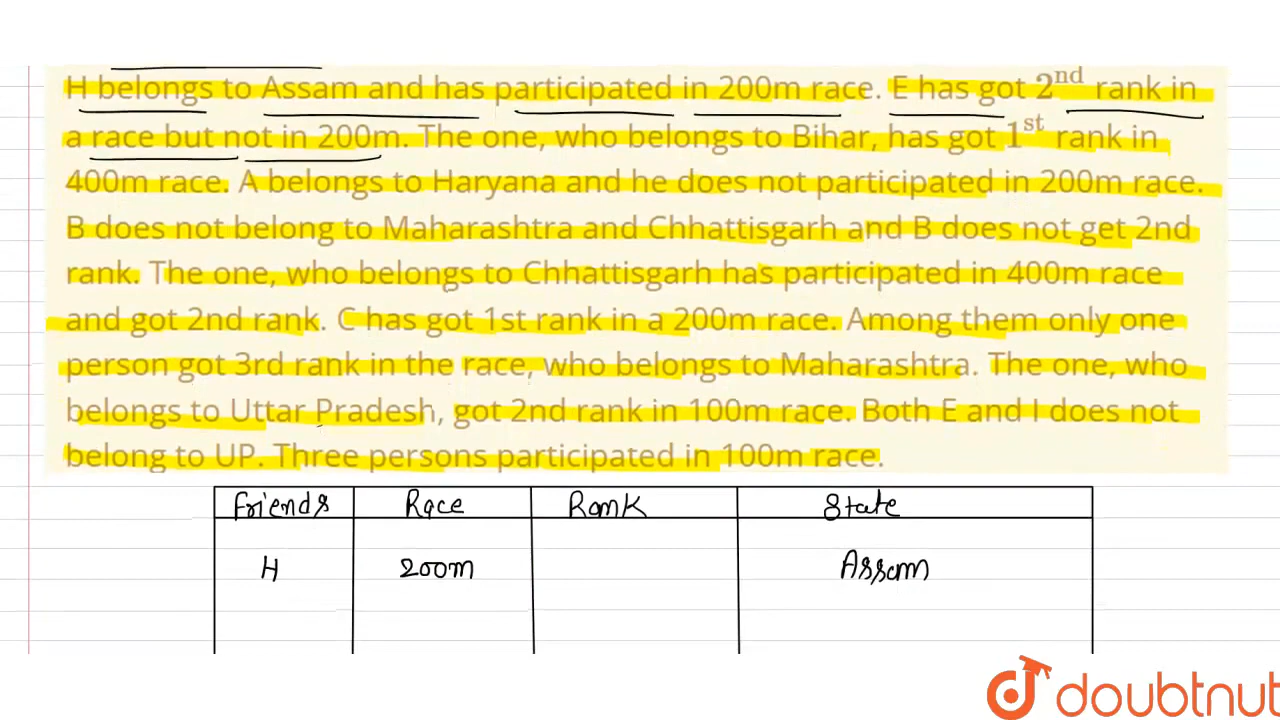 H belongs to Assam and has participated in 200m race. E has got 2nd rank in
a race but not in 200m. The one, who belongs to Bihar, has got 1st rank in
400m race. A belongs to Haryana and he does not participated in 200m race.
B does not belong to Maharashtra and Chhattisgarh and B does not get 2nd
rank. The one, who belongs to Chhattisgarh has participated in 400m race
and got 2nd rank. C has got 1st rank in a 200m race. Among them only one
person got 3rd rank in the race, who belongs to Maharashtra. The one, who
belongs to Uttar Pradesh, got 2nd rank in 100m race. Both E and I does not
belong to UP. Three persons participated in 100m race.
Friends Race Rank State
H 200m Assam
doubtnut